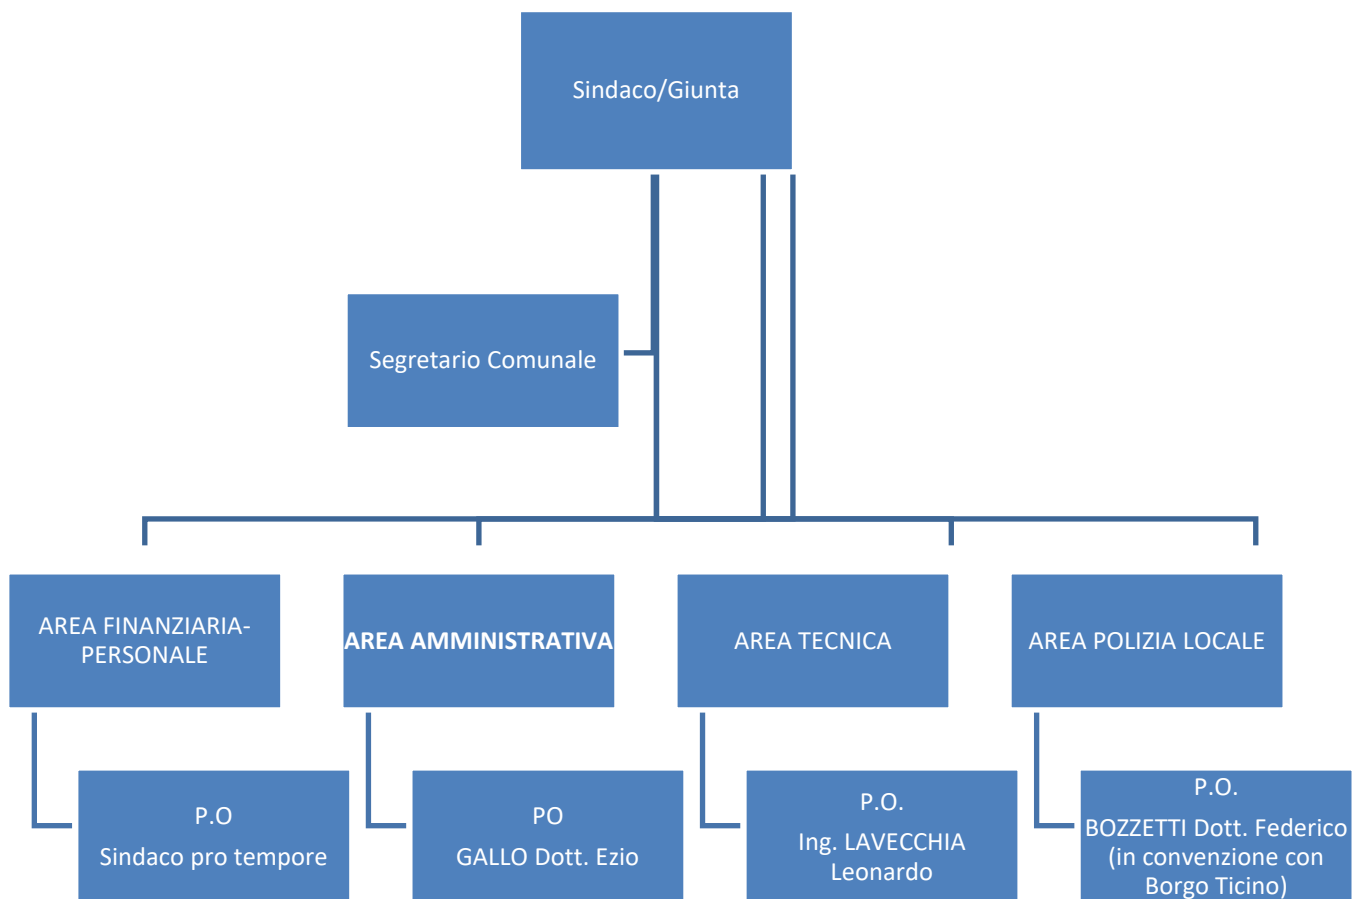 Sindaco/Giunta
Segretario Comunale
AREA FINANZIARIA-
PERSONALE
AREA AMMINISTRATIVA
AREA TECNICA
AREA POLIZIA LOCALE
P.O
Sindaco pro tempore
PO
GALLO Dott. Ezio
P.O.
Ing. LAVECCHIA
Leonardo
P.O.
BOZZETTI Dott. Federico
(in convenzione con
Borgo Ticino)